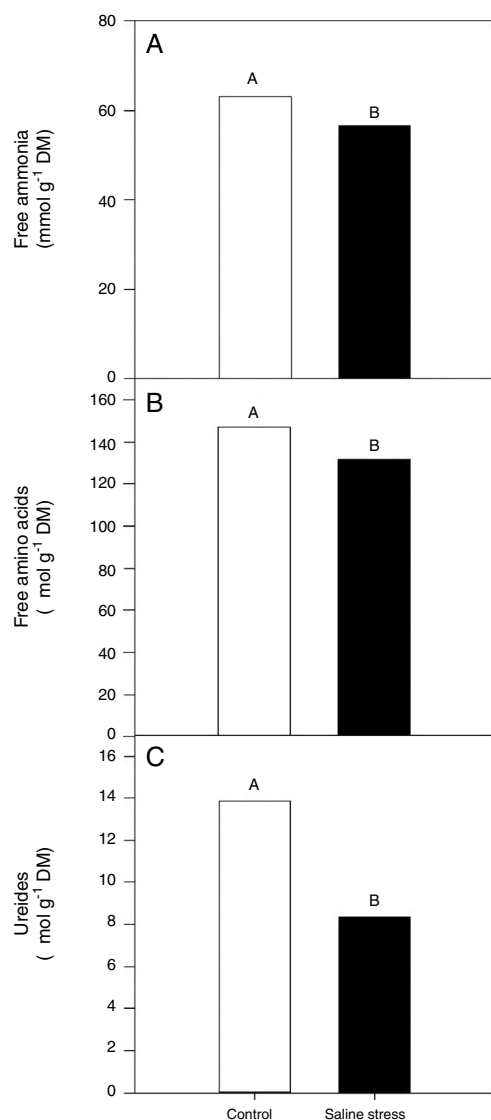 A
Free ammonia
(mmol g-1 DM)
80
60
40
20
0
A
B
B
Free amino acids
( mol g-1 DM)
160
140
120
100
80
60
40
20
0
A
B
C
Ureides
( mol g-1 DM)
16
14
12
10
8
6
4
2
0
A
B
Control Saline stress